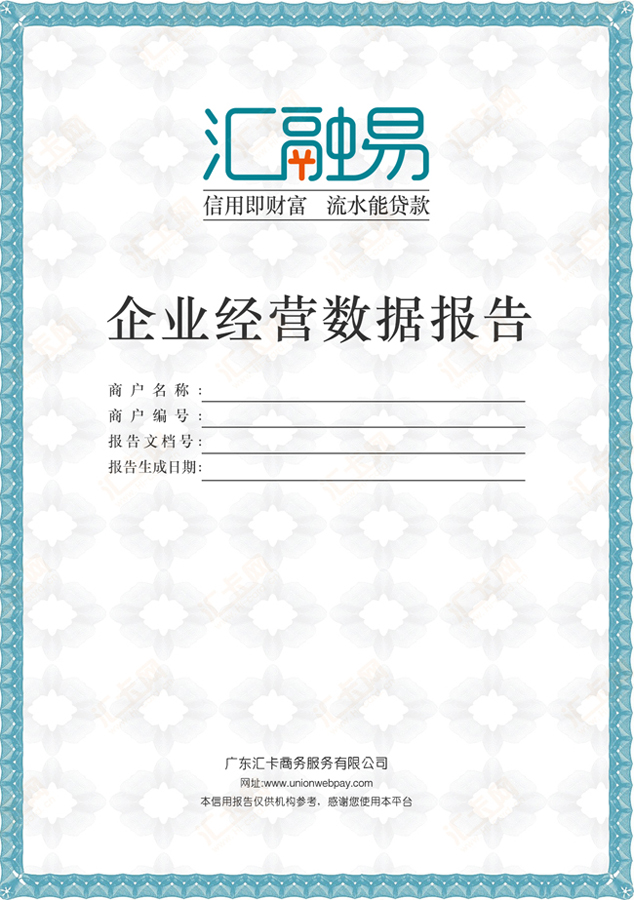 汇融易
信用即财富 流水能贷款
企业经营数据报告
商户名称:
商户编号:
报告文档号:
报告生成日期:
广东汇卡商务服务有限公司
网址:www.unionwebpay.com
本信用报告仅供机构参考，感谢您使用本平台
汇卡网